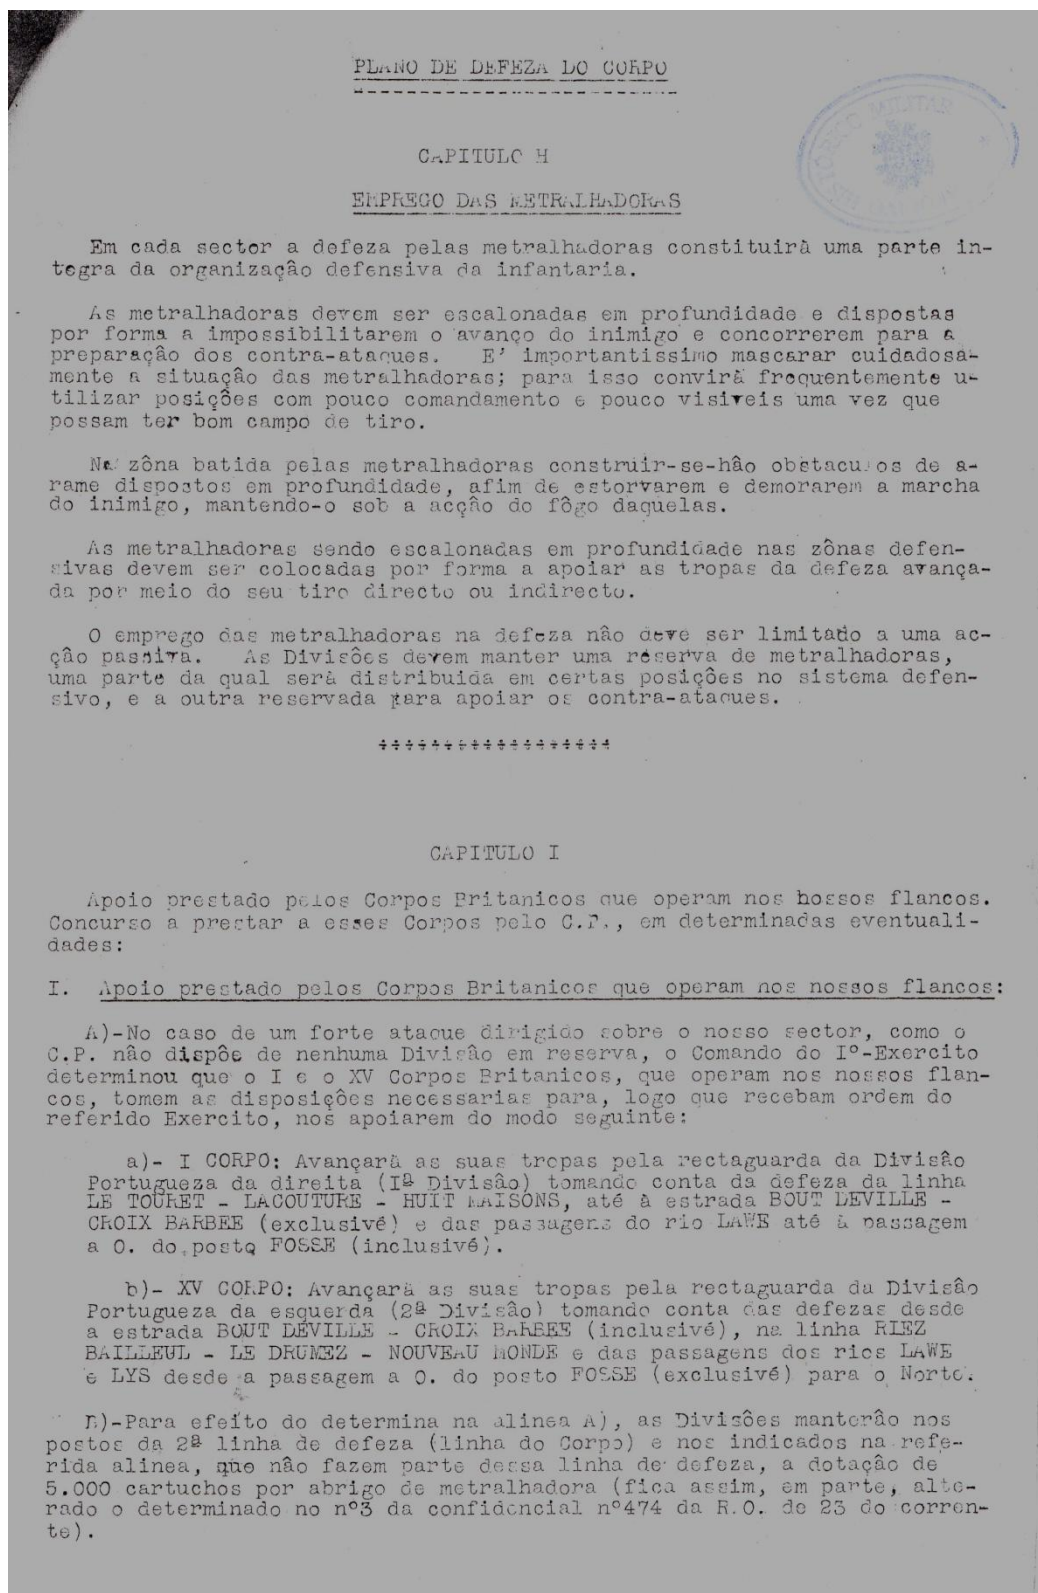 PLANO DE DEFEZA DO CORPO
CAPITULO H
EMPREGO DAS METRALHADORAS
MILITAR
Em cada sector a defeza pelas metralhadoras constituirà uma parte in-
tegra da organização defensiva da infantaria.
As metralhadoras devem ser escalonadas em profundidade e dispostas
por forma a impossibilitarem o avanço do inimigo e concorrerem para a
preparação dos contra-ataques. E' importantissimo mascarar cuidadosa-
mente a situação das metralhadoras; para isso convirà frequentemente u-
tilizar posições com pouco comandamento e pouco visiveis uma vez que
possam ter bom campo de tiro.
Na zôna batida pelas metralhadoras construir-se-hão obstaculos de a-
rame dispostos em profundidade, afim de estorvarem e demorarem a marcha
do inimigo, mantendo-o sob a acção do fôgo daquelas.
As metralhadoras sendo escalonadas em profundidade nas zônas defen-
sivas devem ser colocadas por forma a apoiar as tropas da defeza avança-
da por meio do seu tiro directo ou indirecto.
O emprego das metralhadoras na defeza não deve ser limitado a uma ac-
ção passiva. As Divisões devem manter uma reserva de metralhadoras,
uma parte da qual será distribuida em certas posições no sistema defen-
sivo, e a outra reservada para apoiar os contra-ataques.
÷÷÷÷÷÷÷÷÷÷÷÷÷÷÷÷÷÷
CAPITULO I
Apoio prestado pelos Corpos Britanicos que operam nos hossos flancos.
Concurso a prestar a esses Corpos pelo C.P., em determinadas eventuali-
dades:
I. Apoio prestado pelos Corpos Britanicos que operam nos nossos flancos:
A)-No caso de um forte ataque dirigido sobre o nosso sector, como o
C.P. não dispõe de nenhuma Divisão em reserva, o Comando do Iº-Exercito
determinou que o I e o XV Corpos Britanicos, que operam nos nossos flan-
cos, tomem as disposições necessarias para, logo que recebam ordem do
referido Exercito, nos apoiarem do modo seguinte:
a)- I CORPO: Avançarà as suas tropas pela rectaguarda da Divisão
Portugueza da direita (Iª Divisão) tomando conta da defeza da linha
LE TOURET - LACOUTURE - HUIT MAISONS, até à estrada BOUT DEVILLE -
CROIX BARBEE (exclusivé) e das passagens do rio LAWE até à passagem
a O. do posto FOSSE (inclusivé).
b)- XV CORPO: Avançarà as suas tropas pela rectaguarda da Divisão
Portugueza da esquerda (2ª Divisão) tomando conta das defezas desde
a estrada BOUT DEVILLE - CROIX BARBEE (inclusivé), na linha RIEZ
BAILLEUL - LE DRUMEZ - NOUVEAU MONDE e das passagens dos rios LAWE
e LYS desde a passagem a O. do posto FOSSE (exclusivé) para o Norte.
B)-Para efeito do determina na alinea A), as Divisões manterão nos
postos da 2ª linha de defeza (linha do Corpo) e nos indicados na refe-
rida alinea, que não fazem parte dessa linha de defeza, a dotação de
5.000 cartuchos por abrigo de metralhadora (fica assim, em parte, alte-
rado o determinado no nº3 da confidencial nº474 da R.O. de 23 do corren-
te).